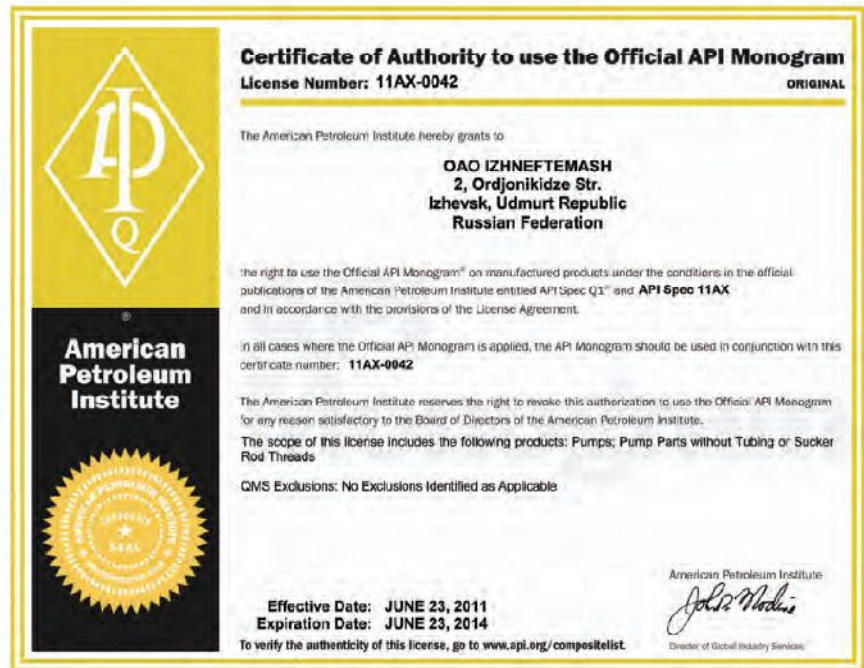 Certificate of Authority to use the Official API Monogram
License Number: 11AX-0042
ORIGINAL
The American Petroleum Institute hereby grants to
OAO IZHNEFTEMASH
2, Ordjonikidze Str.
Izhevsk, Udmurt Republic
Russian Federation
the right to use the Official API Monogram® on manufactured products under the conditions in the official
publications of the American Petroleum Institute entitled API Spec Q1® and API Spec 11AX
and in accordance with the provisions of the License Agreement.
In all cases where the Official API Monogram is applied, the API Monogram should be used in conjunction with this
certificate number: 11AX-0042
The American Petroleum Institute reserves the right to revoke this authorization to use the Official API Monogram
for any reason satisfactory to the Board of Directors of the American Petroleum Institute.
The scope of this license includes the following products: Pumps; Pump Parts without Tubing or Sucker
Rod Threads
QMS Exclusions: No Exclusions Identified as Applicable
Effective Date: JUNE 23, 2011
Expiration Date: JUNE 23, 2014
To verify the authenticity of this license, go to www.api.org/compositelist.
American Petroleum Institute
Director of Global Industry Services
API
Q
®
American
Petroleum
Institute
AMERICAN PETROLEUM INSTITUTE
CORPORATE
SEAL